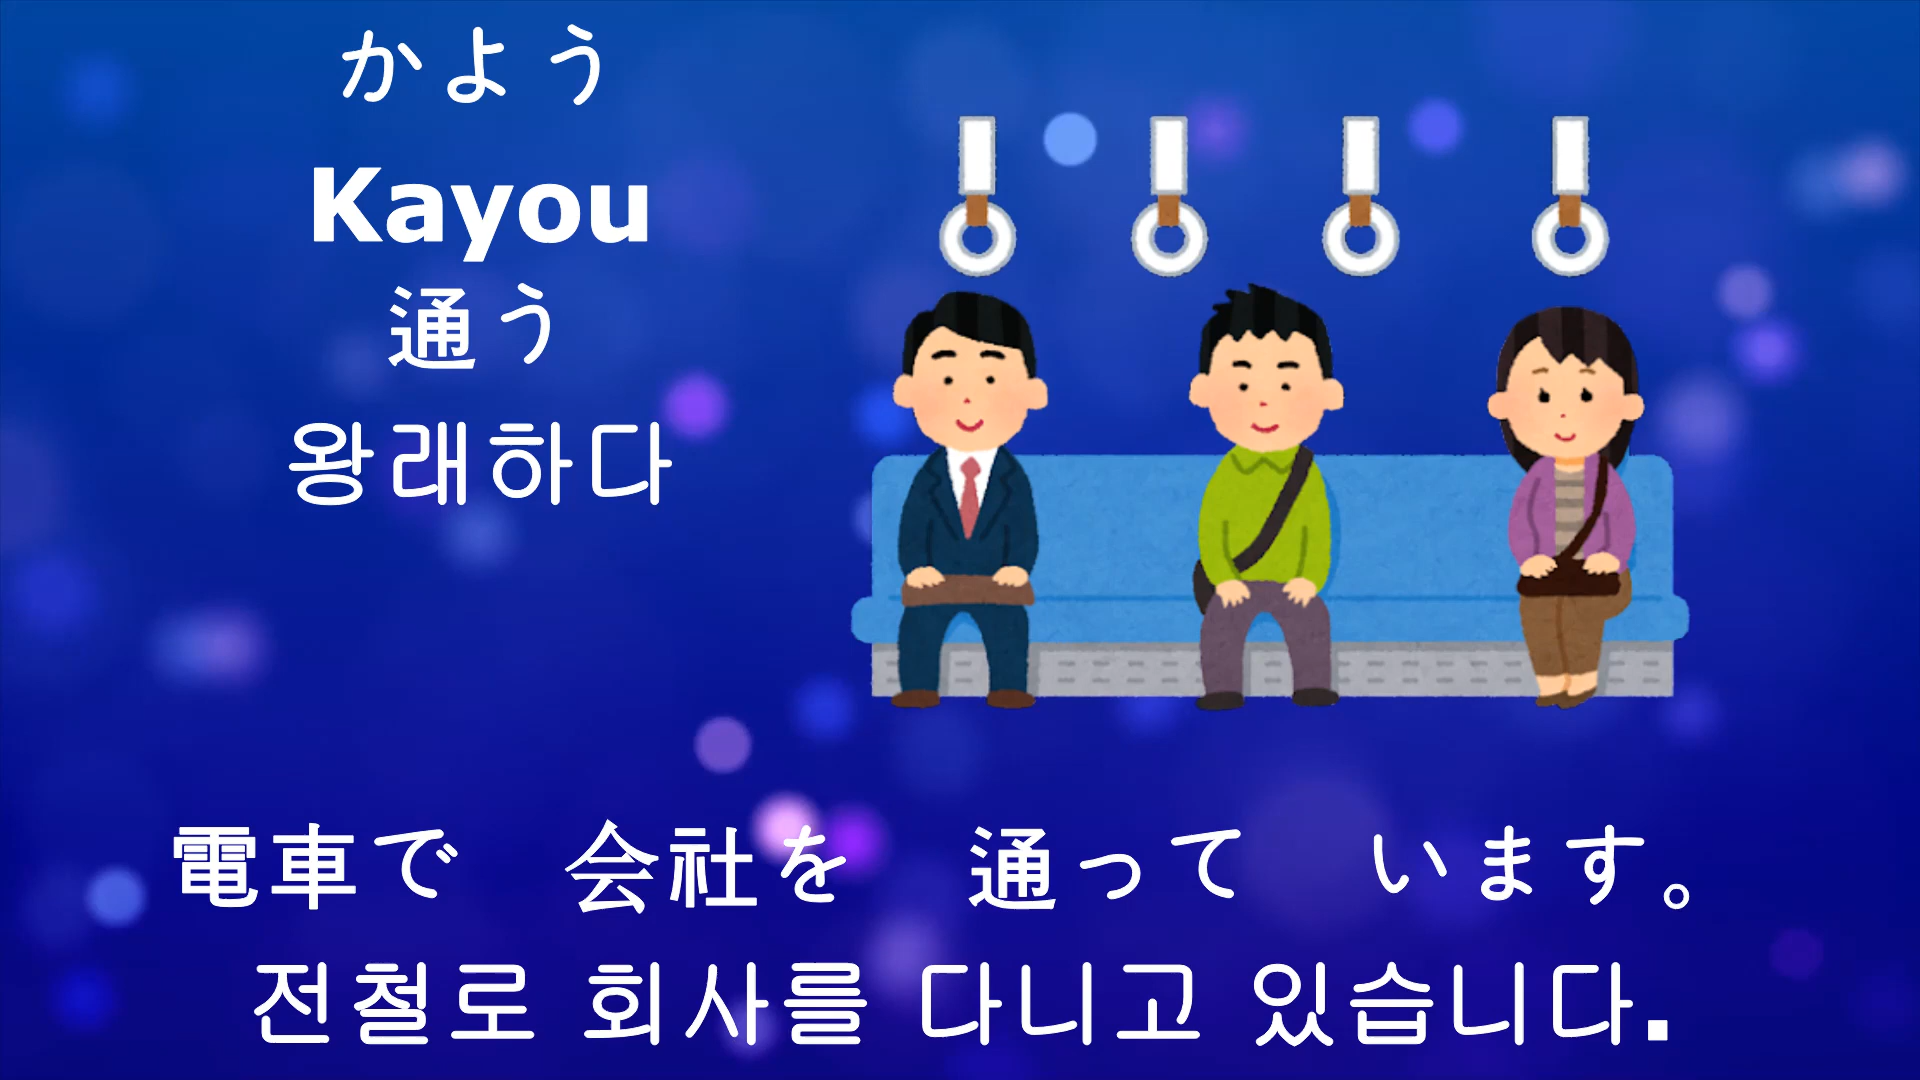 かよう
Kayou
通う
왕래하다
電車で　会社を　通って　います。
전철로 회사를 다니고 있습니다.